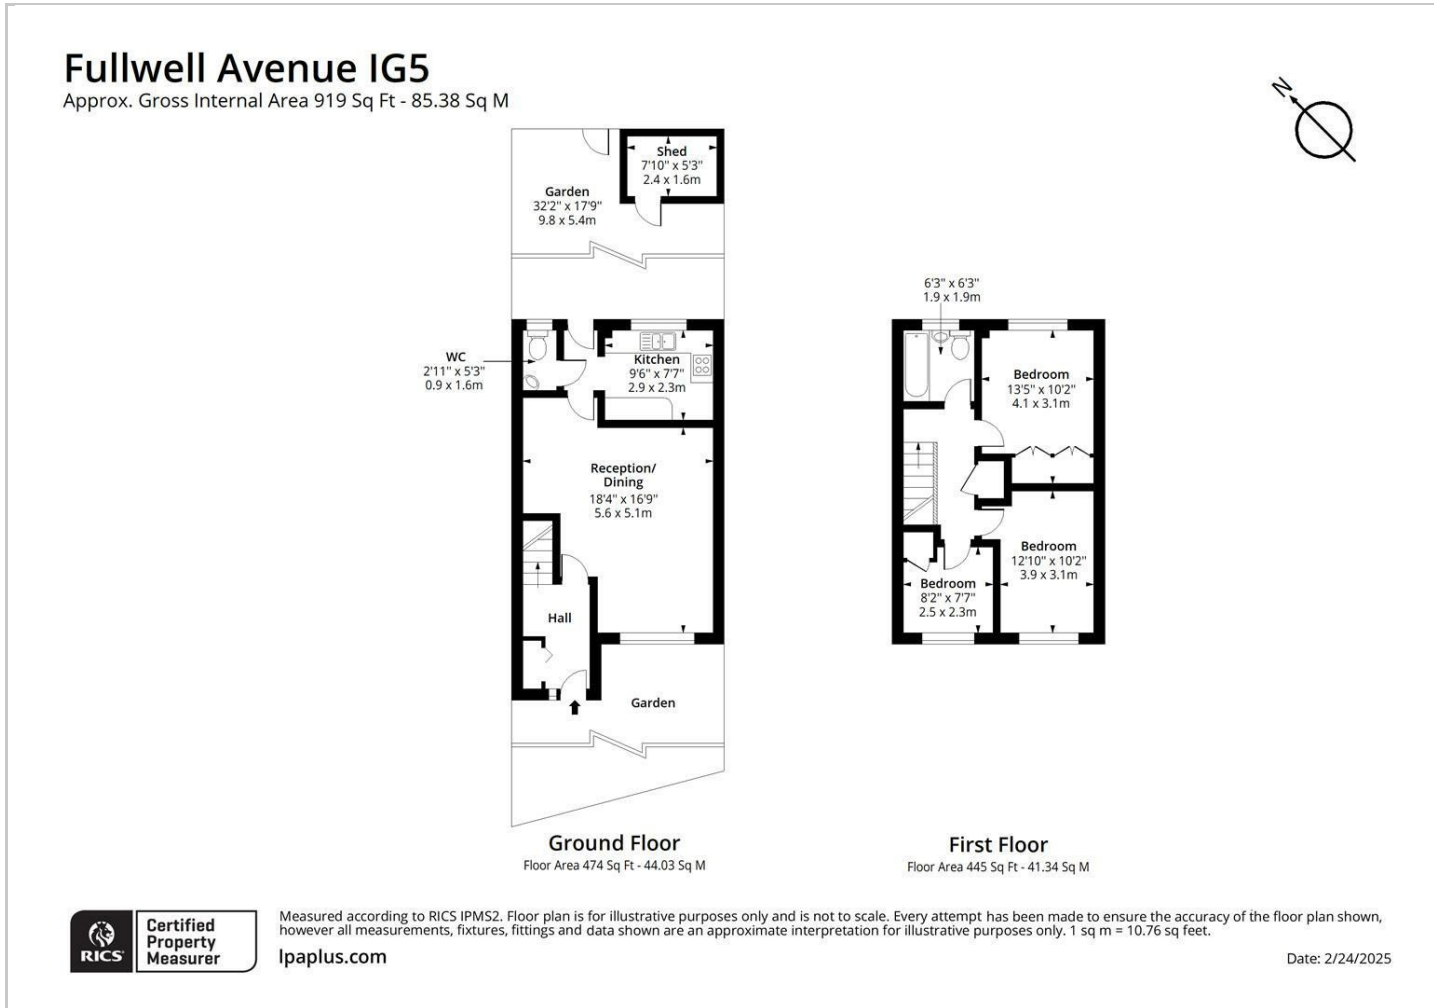 Fullwell Avenue IG5
Approx. Gross Internal Area 919 Sq Ft - 85.38 Sq M
N
Shed
7'10" x 5'3"
2.4 x 1.6m
Garden
32'2" x 17'9"
9.8 x 5.4m
WC
2'11" x 5'3"
0.9 x 1.6m
Kitchen
9'6" x 7'7"
2.9 x 2.3m
Reception/
Dining
18'4" x 16'9"
5.6 x 5.1m
Hall
Garden
Ground Floor
Floor Area 474 Sq Ft - 44.03 Sq M
6'3" x 6'3"
1.9 x 1.9m
Bedroom
13'5" x 10'2"
4.1 x 3.1m
Bedroom
12'10" x 10'2"
3.9 x 3.1m
Bedroom
8'2" x 7'7"
2.5 x 2.3m
First Floor
Floor Area 445 Sq Ft - 41.34 Sq M
RICS
Certified
Property
Measurer
Measured according to RICS IPMS2. Floor plan is for illustrative purposes only and is not to scale. Every attempt has been made to ensure the accuracy of the floor plan shown,
however all measurements, fixtures, fittings and data shown are an approximate interpretation for illustrative purposes only. 1 sq m = 10.76 sq feet.
lpaplus.com
Date: 2/24/2025